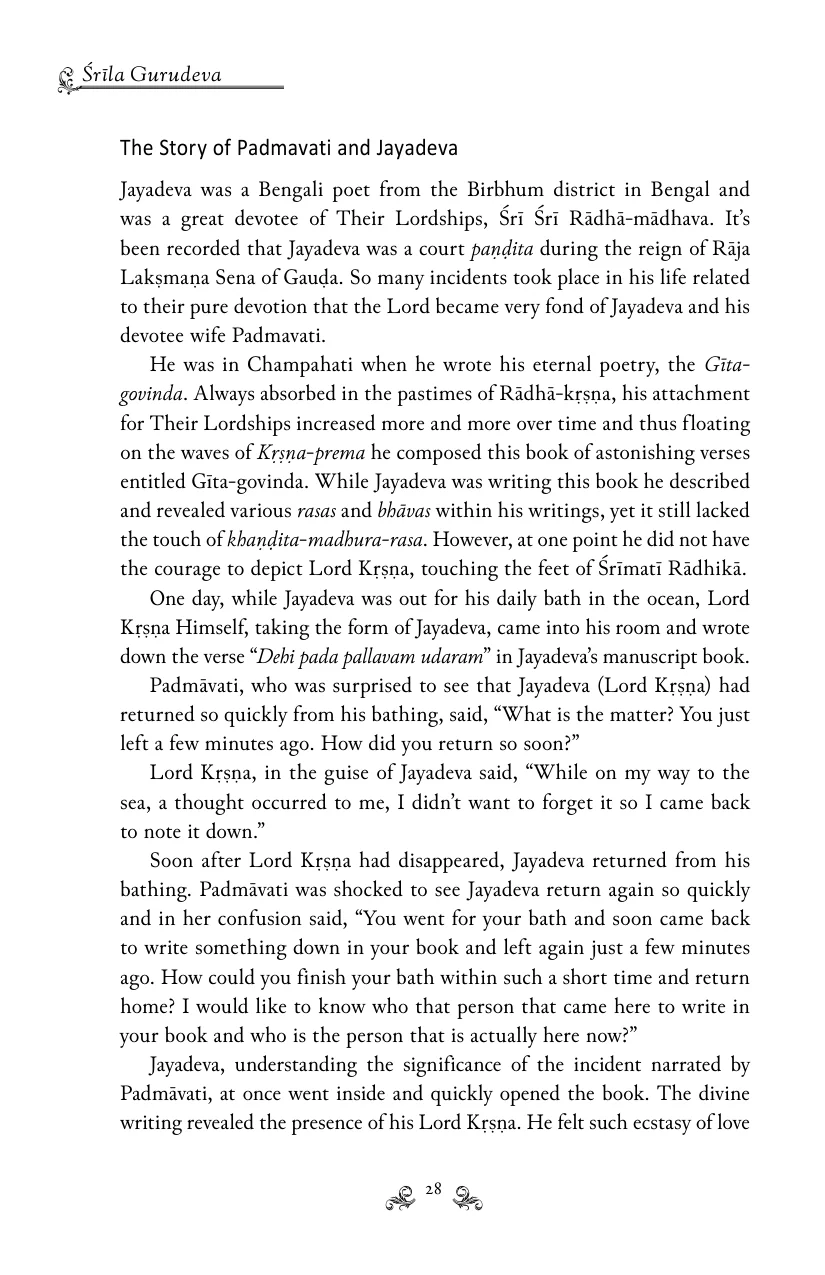 Śrīla Gurudeva
The Story of Padmavati and Jayadeva
Jayadeva was a Bengali poet from the Birbhum district in Bengal and
was a great devotee of Their Lordships, Śrī Śrī Rādhā-mādhava. It’s
been recorded that Jayadeva was a court paṇḍita during the reign of Rāja
Lakṣmaṇa Sena of Gauḍa. So many incidents took place in his life related
to their pure devotion that the Lord became very fond of Jayadeva and his
devotee wife Padmavati.
He was in Champahati when he wrote his eternal poetry, the Gīta-
govinda. Always absorbed in the pastimes of Rādhā-kṛṣṇa, his attachment
for Their Lordships increased more and more over time and thus floating
on the waves of Kṛṣṇa-prema he composed this book of astonishing verses
entitled Gīta-govinda. While Jayadeva was writing this book he described
and revealed various rasas and bhāvas within his writings, yet it still lacked
the touch of khaṇḍita-madhura-rasa. However, at one point he did not have
the courage to depict Lord Kṛṣṇa, touching the feet of Śrīmatī Rādhikā.
One day, while Jayadeva was out for his daily bath in the ocean, Lord
Kṛṣṇa Himself, taking the form of Jayadeva, came into his room and wrote
down the verse “Dehi pada pallavam udaram” in Jayadeva’s manuscript book.
Padmāvati, who was surprised to see that Jayadeva (Lord Kṛṣṇa) had
returned so quickly from his bathing, said, “What is the matter? You just
left a few minutes ago. How did you return so soon?”
Lord Kṛṣṇa, in the guise of Jayadeva said, “While on my way to the
sea, a thought occurred to me, I didn’t want to forget it so I came back
to note it down.”
Soon after Lord Kṛṣṇa had disappeared, Jayadeva returned from his
bathing. Padmāvati was shocked to see Jayadeva return again so quickly
and in her confusion said, “You went for your bath and soon came back
to write something down in your book and left again just a few minutes
ago. How could you finish your bath within such a short time and return
home? I would like to know who that person that came here to write in
your book and who is the person that is actually here now?”
Jayadeva, understanding the significance of the incident narrated by
Padmāvati, at once went inside and quickly opened the book. The divine
writing revealed the presence of his Lord Kṛṣṇa. He felt such ecstasy of love
28